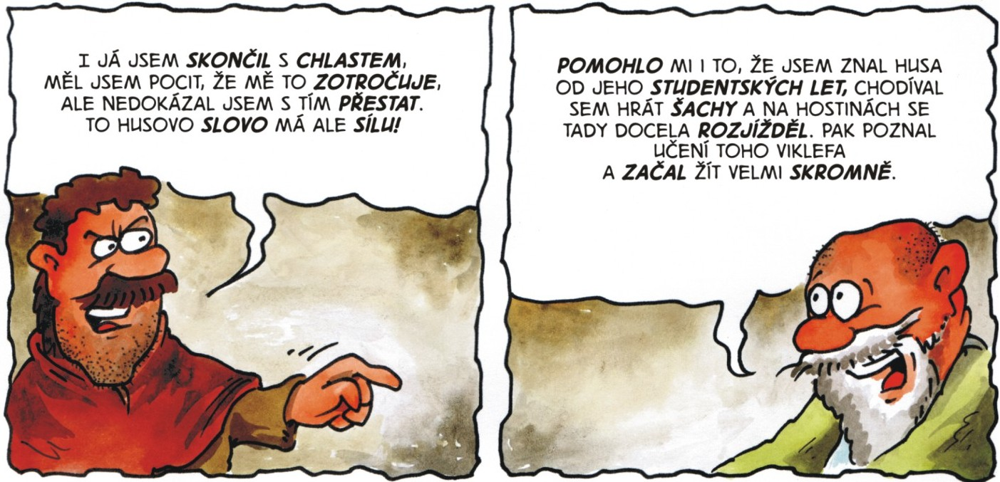 I JÁ JSEM SKONČIL S CHLASTEM,
MĚL JSEM POCIT, ŽE MĚ TO ZOTROČUJE,
ALE NEDOKÁZAL JSEM S TÍM PŘESTAT.
TO HUSOVO SLOVO MÁ ALE SÍLU!
POMOHLO MI I TO, ŽE JSEM ZNAL HUSA
OD JEHO STUDENTSKÝCH LET, CHODÍVAL
SEM HRÁT ŠACHY A NA HOSTINÁCH SE
TADY DOCELA ROZJÍŽDĚL. PAK POZNAL
UČENÍ TOHO VIKLEFA
A ZAČAL ŽÍT VELMI SKROMNĚ.